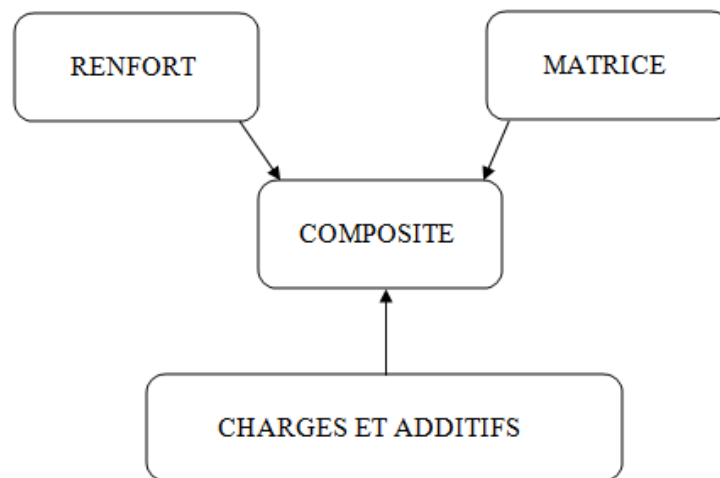 RENFORT
MATRICE
COMPOSITE
CHARGES ET ADDITIFS